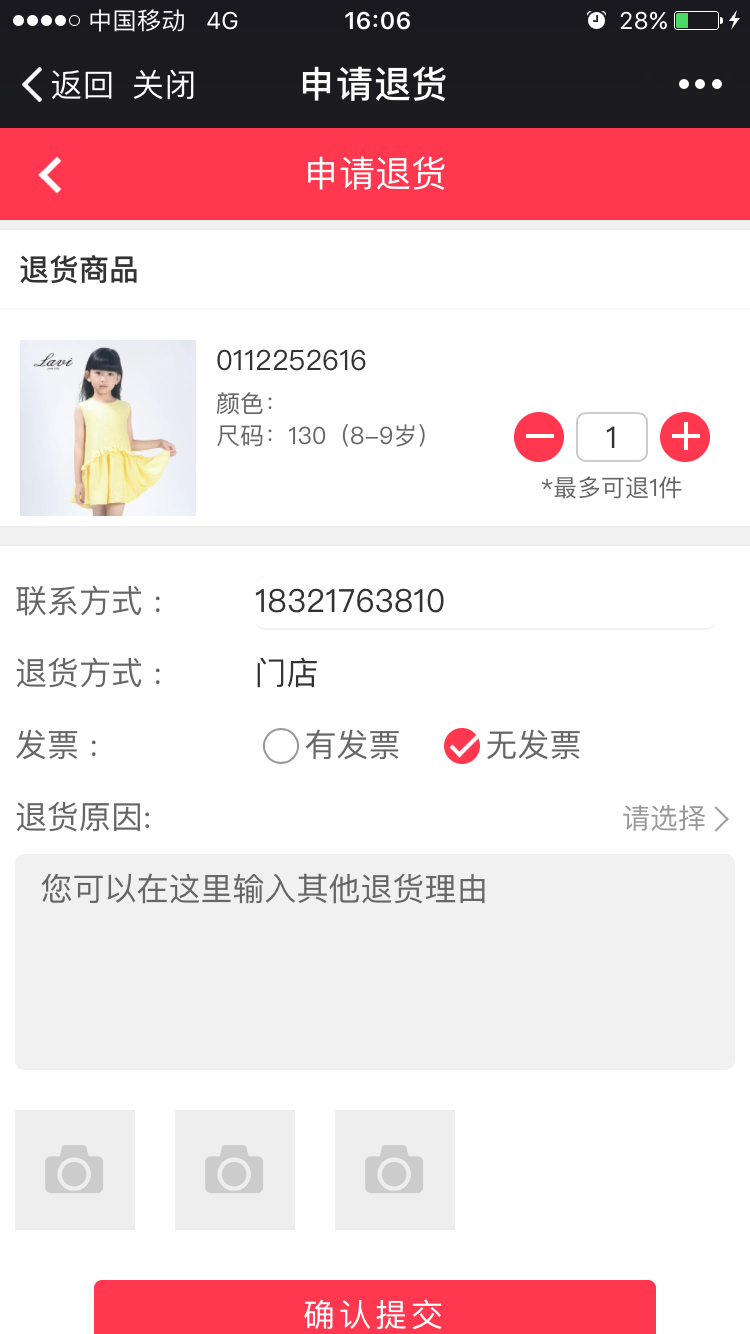 中国移动 4G 16:06 28%
返回 关闭 申请退货
申请退货
退货商品
Lavi
0112252616
颜色：
尺码：130（8-9岁）
1
*最多可退1件
联系方式： 18321763810
退货方式： 门店
发票： 有发票 无发票
退货原因: 请选择
您可以在这里输入其他退货理由
确认提交